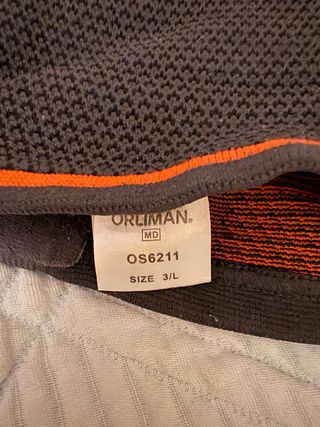 ORLIMAN®
MD
OS6211
SIZE 3/L